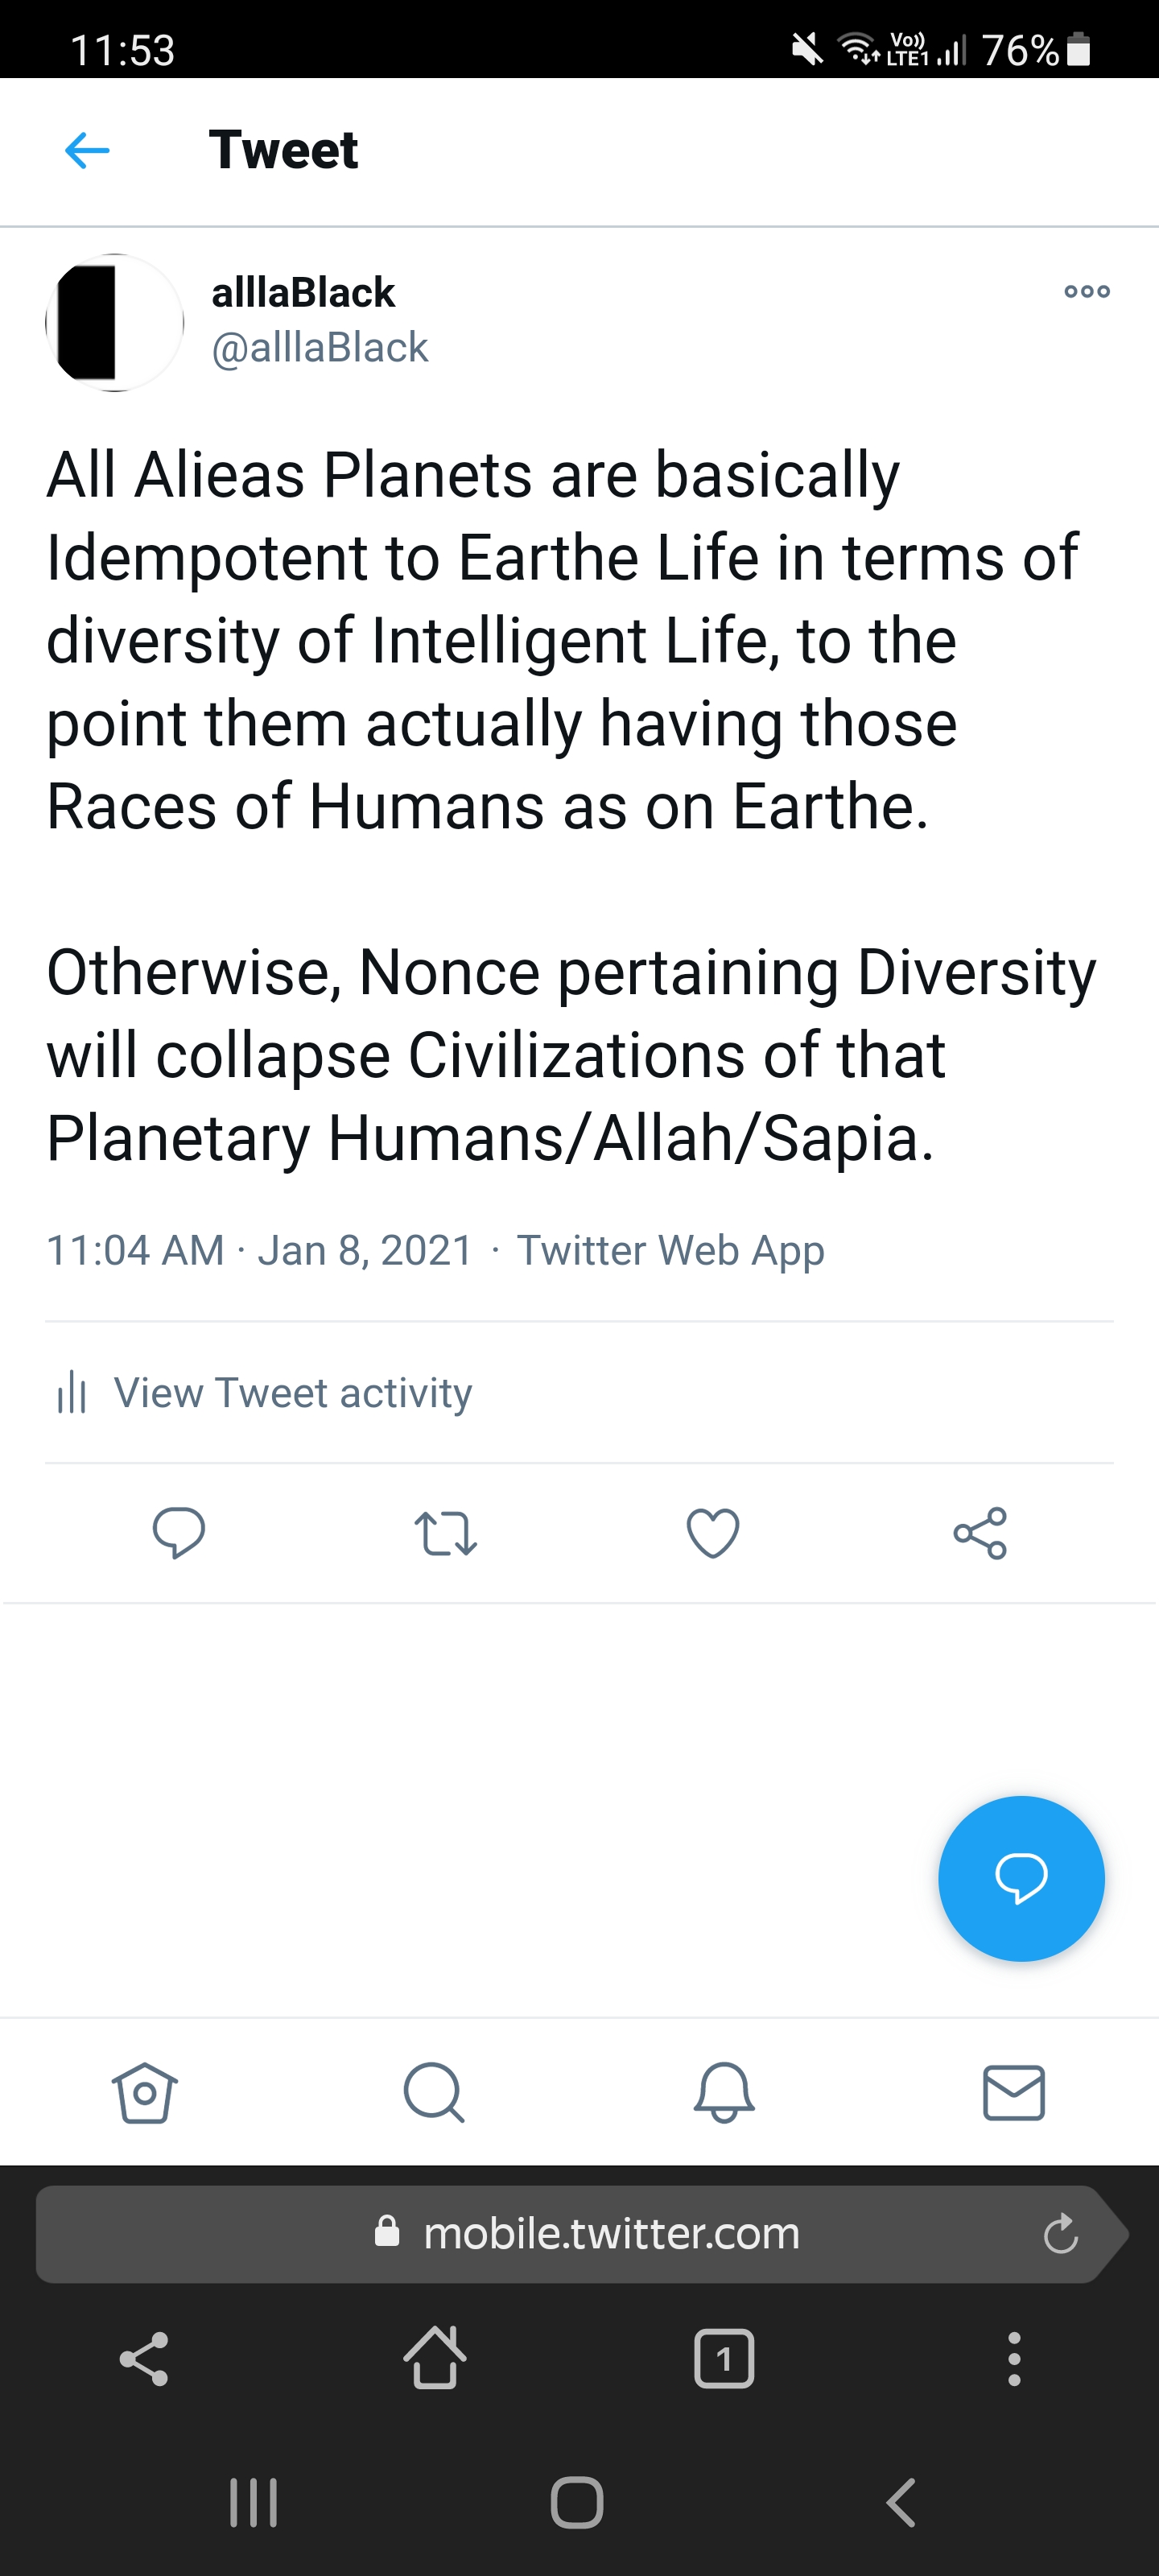 11:53 Vo)) LTE1 76%
Tweet
alllaBlack
@alllaBlack
All Alieas Planets are basically
Idempotent to Earthe Life in terms of
diversity of Intelligent Life, to the
point them actually having those
Races of Humans as on Earthe.
Otherwise, Nonce pertaining Diversity
will collapse Civilizations of that
Planetary Humans/Allah/Sapia.
11:04 AM · Jan 8, 2021 · Twitter Web App
View Tweet activity
mobile.twitter.com
1